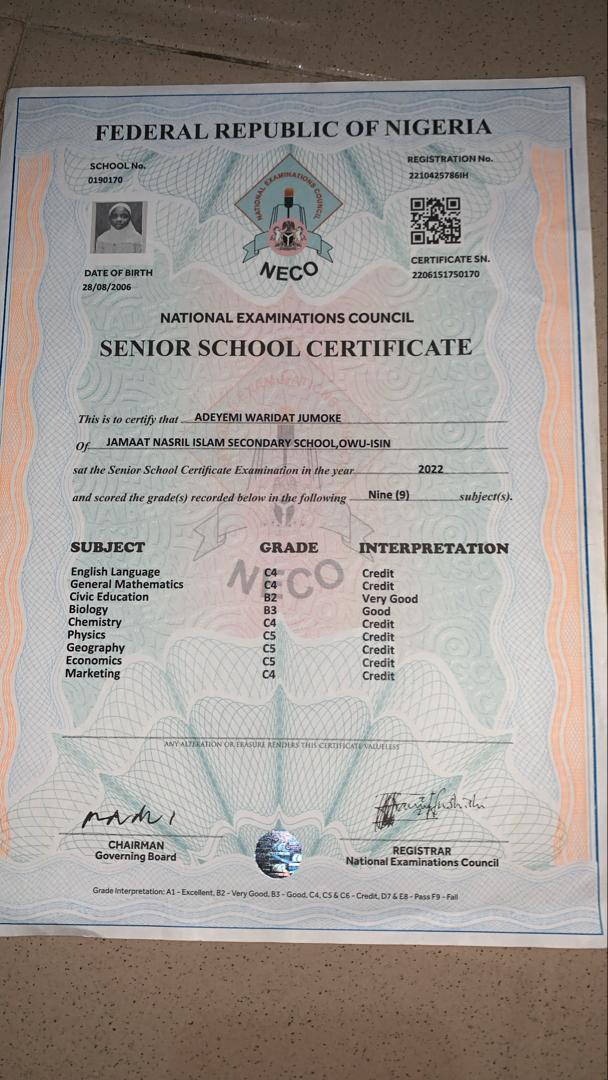 FEDERAL REPUBLIC OF NIGERIA
SCHOOL No.
0190170
REGISTRATION No.
2210425786IH
NATIONAL EXAMINATIONS COUNCIL
NECO
DATE OF BIRTH
28/08/2006
CERTIFICATE SN.
2206151750170
NATIONAL EXAMINATIONS COUNCIL
SENIOR SCHOOL CERTIFICATE
This is to certify that ADEYEMI WARIDAT JUMOKE
Of JAMAAT NASRIL ISLAM SECONDARY SCHOOL,OWU-ISIN
sat the Senior School Certificate Examination in the year 2022
and scored the grade(s) recorded below in the following Nine (9) subject(s).
SUBJECT GRADE INTERPRETATION
English Language C4 Credit
General Mathematics C4 Credit
Civic Education B2 Very Good
Biology B3 Good
Chemistry C4 Credit
Physics C5 Credit
Geography C5 Credit
Economics C5 Credit
Marketing C4 Credit
NECO
ANY ALTERATION OR ERASURE RENDERS THIS CERTIFICATE VALUELESS
CHAIRMAN
Governing Board
REGISTRAR
National Examinations Council
Grade Interpretation: A1 - Excellent, B2 - Very Good, B3 - Good, C4, C5 & C6 - Credit, D7 & E8 - Pass F9 - Fail